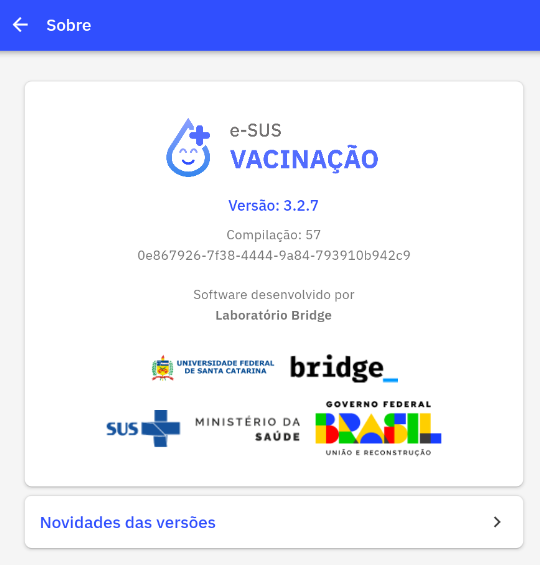 Sobre
e-SUS
VACINAÇÃO
Versão: 3.2.7
Compilação: 57
0e867926-7f38-4444-9a84-793910b942c9
Software desenvolvido por
Laboratório Bridge
UNIVERSIDADE FEDERAL
DE SANTA CATARINA
bridge_
SUS
MINISTÉRIO DA
SAÚDE
GOVERNO FEDERAL
BRASIL
UNIÃO E RECONSTRUÇÃO
Novidades das versões